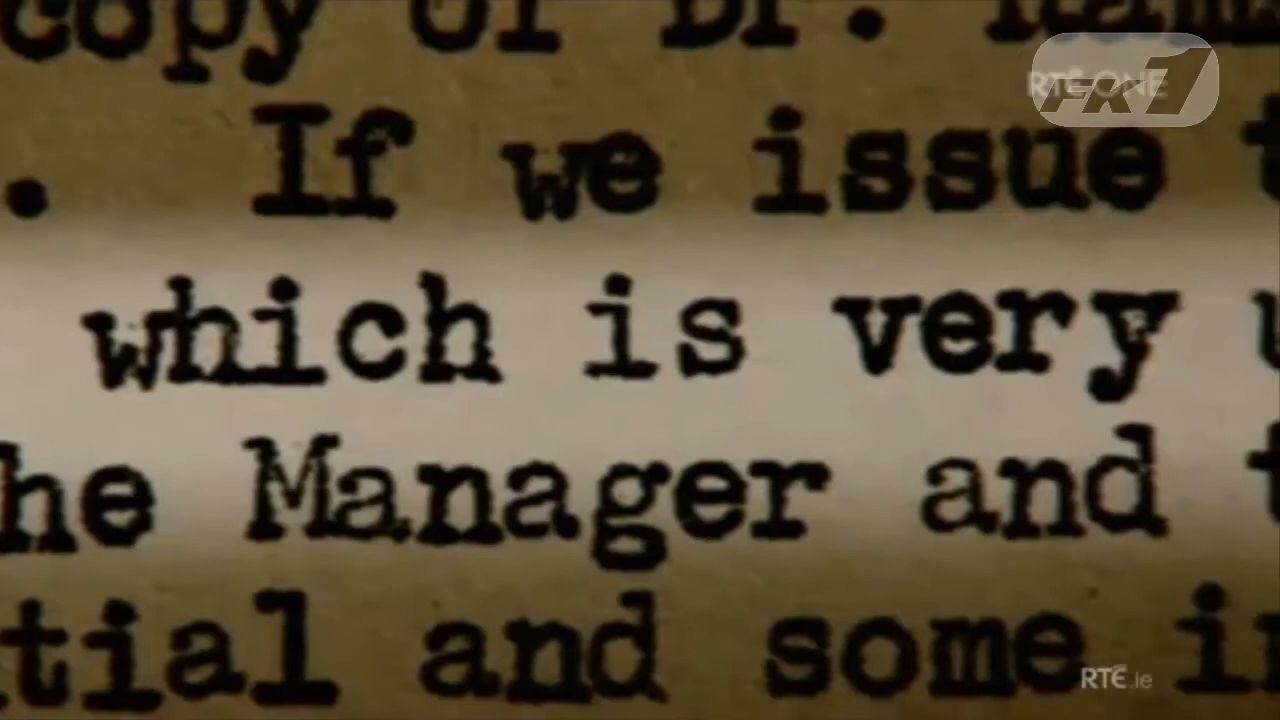 copy of Dr.
RTÉ ONE
FK1
. If we issue
which is very
he Manager and
tial and some
RTÉ.ie